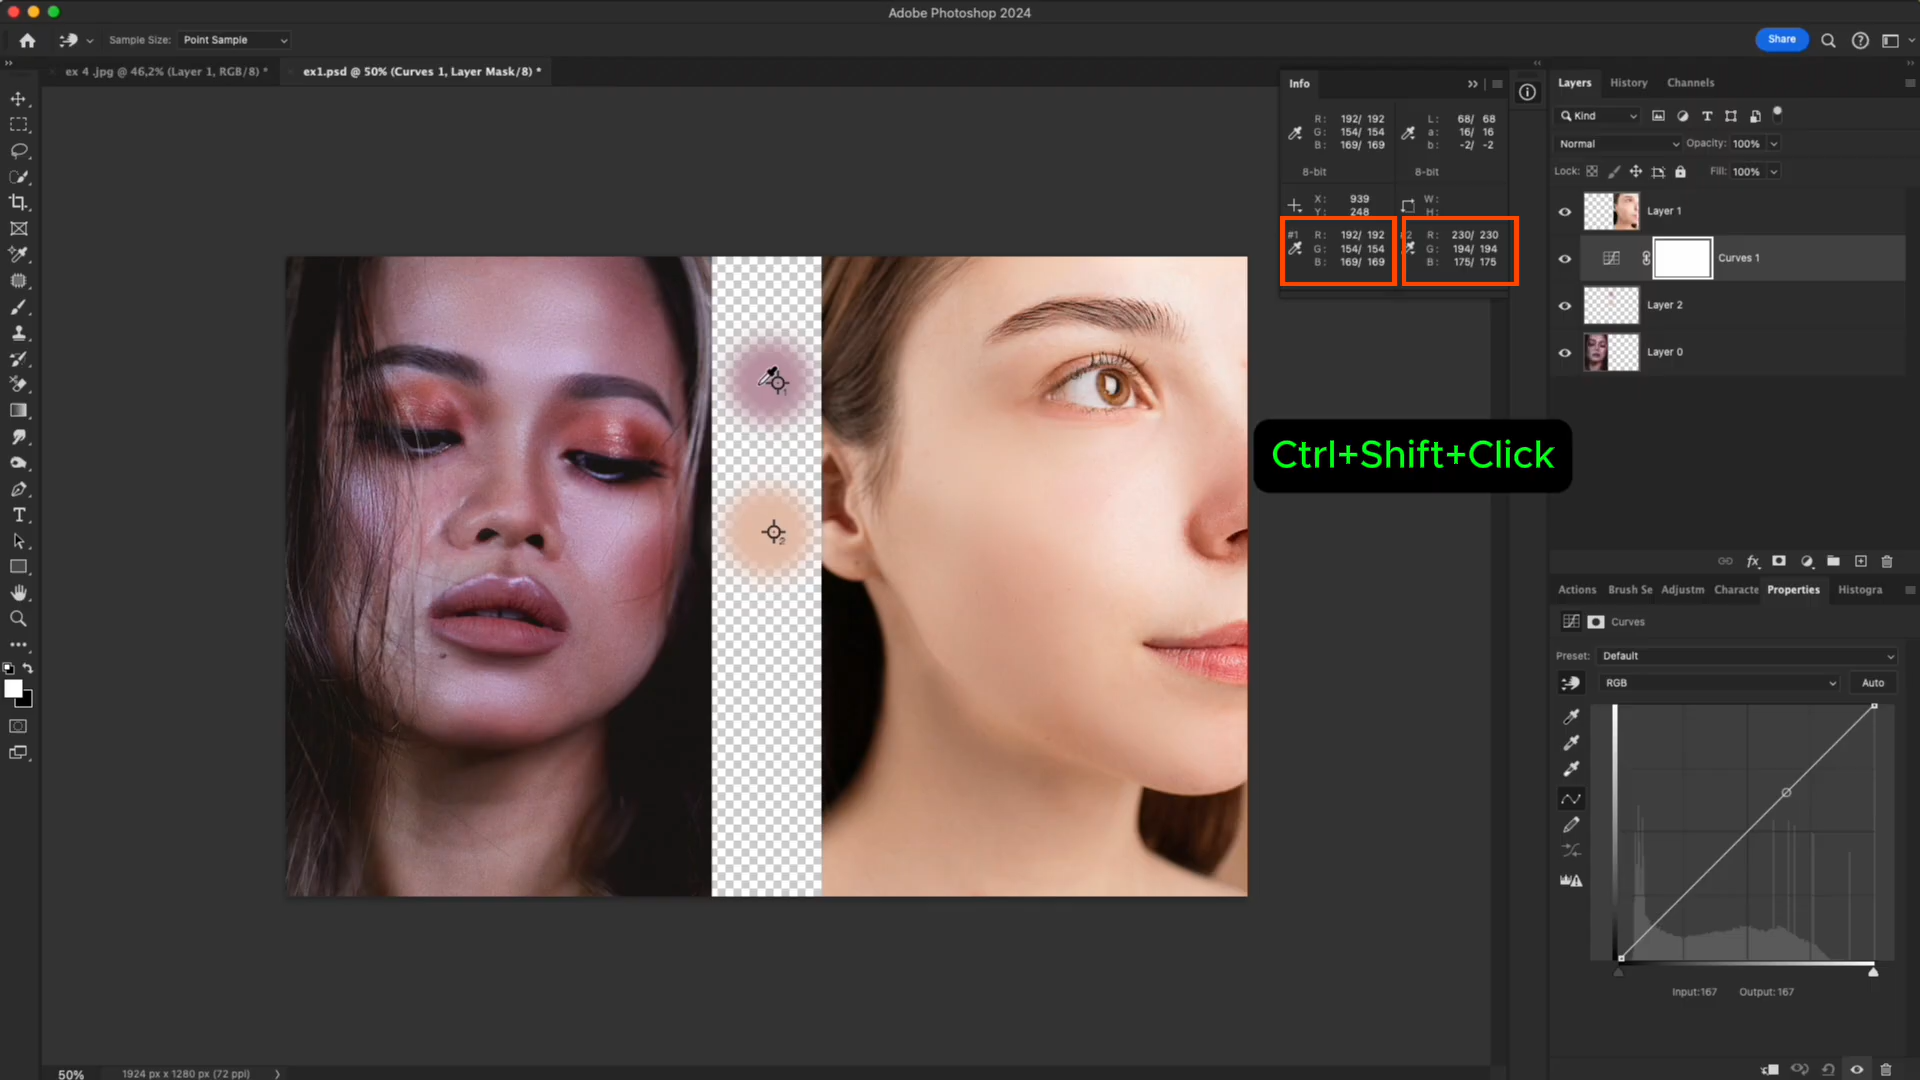 Adobe Photoshop 2024
Sample Size: Point Sample
Share
ex 4 .jpg @ 46,2% (Layer 1, RGB/8) *
ex1.psd @ 50% (Curves 1, Layer Mask/8) *
Info
R: 192/ 192
G: 154/ 154
B: 169/ 169
8-bit
L: 68/ 68
a: 16/ 16
b: -2/ -2
8-bit
X: 939
Y: 248
W:
H:
#1 R: 192/ 192
G: 154/ 154
B: 169/ 169
R: 230/ 230
G: 194/ 194
B: 175/ 175
Layers History Channels
Kind
Normal Opacity: 100%
Lock: Fill: 100%
Layer 1
Curves 1
Layer 2
Layer 0
1
2
Ctrl+Shift+Click
Actions Brush Se Adjustm Characte Properties Histogra
Curves
Preset: Default
RGB Auto
Input:167 Output: 167
50% 1924 px x 1280 px (72 ppi)